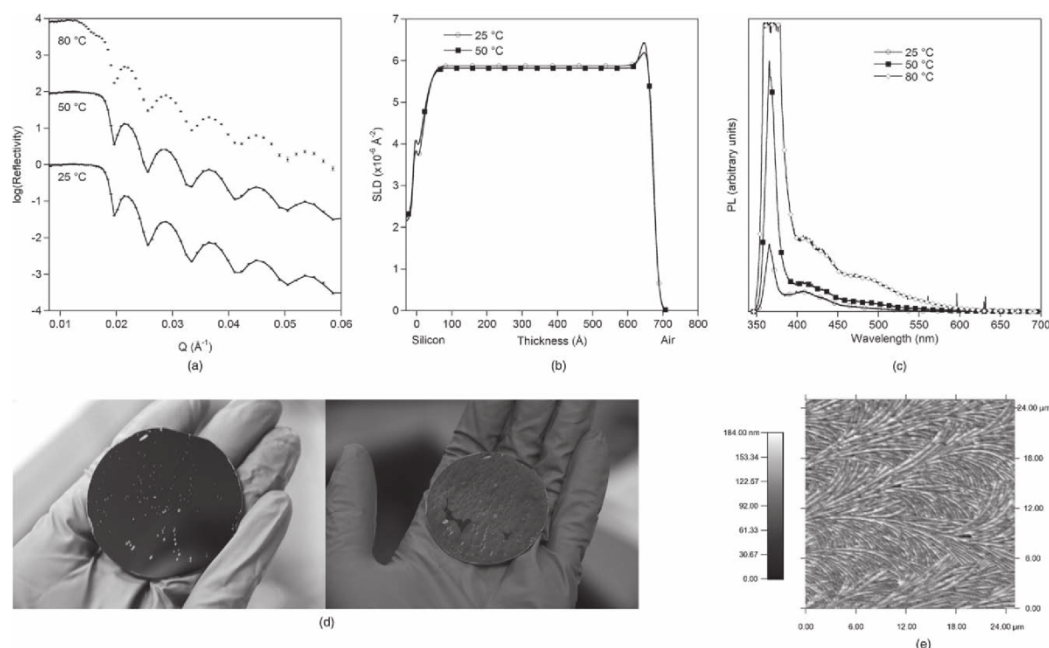 4
3
2
1
0
-1
-2
-3
-4
80 °C
50 °C
25 °C
log(Reflectivity)
0.01 0.02 0.03 0.04 0.05 0.06
Q (Å⁻¹)
(a)
7
6
5
4
3
2
1
0
25 °C
50 °C
SLD (x10⁻⁶ Å⁻²)
0 100 200 300 400 500 600 700 800
Silicon Thickness (Å) Air
(b)
25 °C
50 °C
80 °C
PL (arbitrary units)
350 400 450 500 550 600 650 700
Wavelength (nm)
(c)
(d)
184.00 nm
153.34
122.67
92.00
61.33
30.67
0.00
24.00 µm
18.00
12.00
6.00
0.00
0.00 6.00 12.00 18.00 24.00 µm
(e)